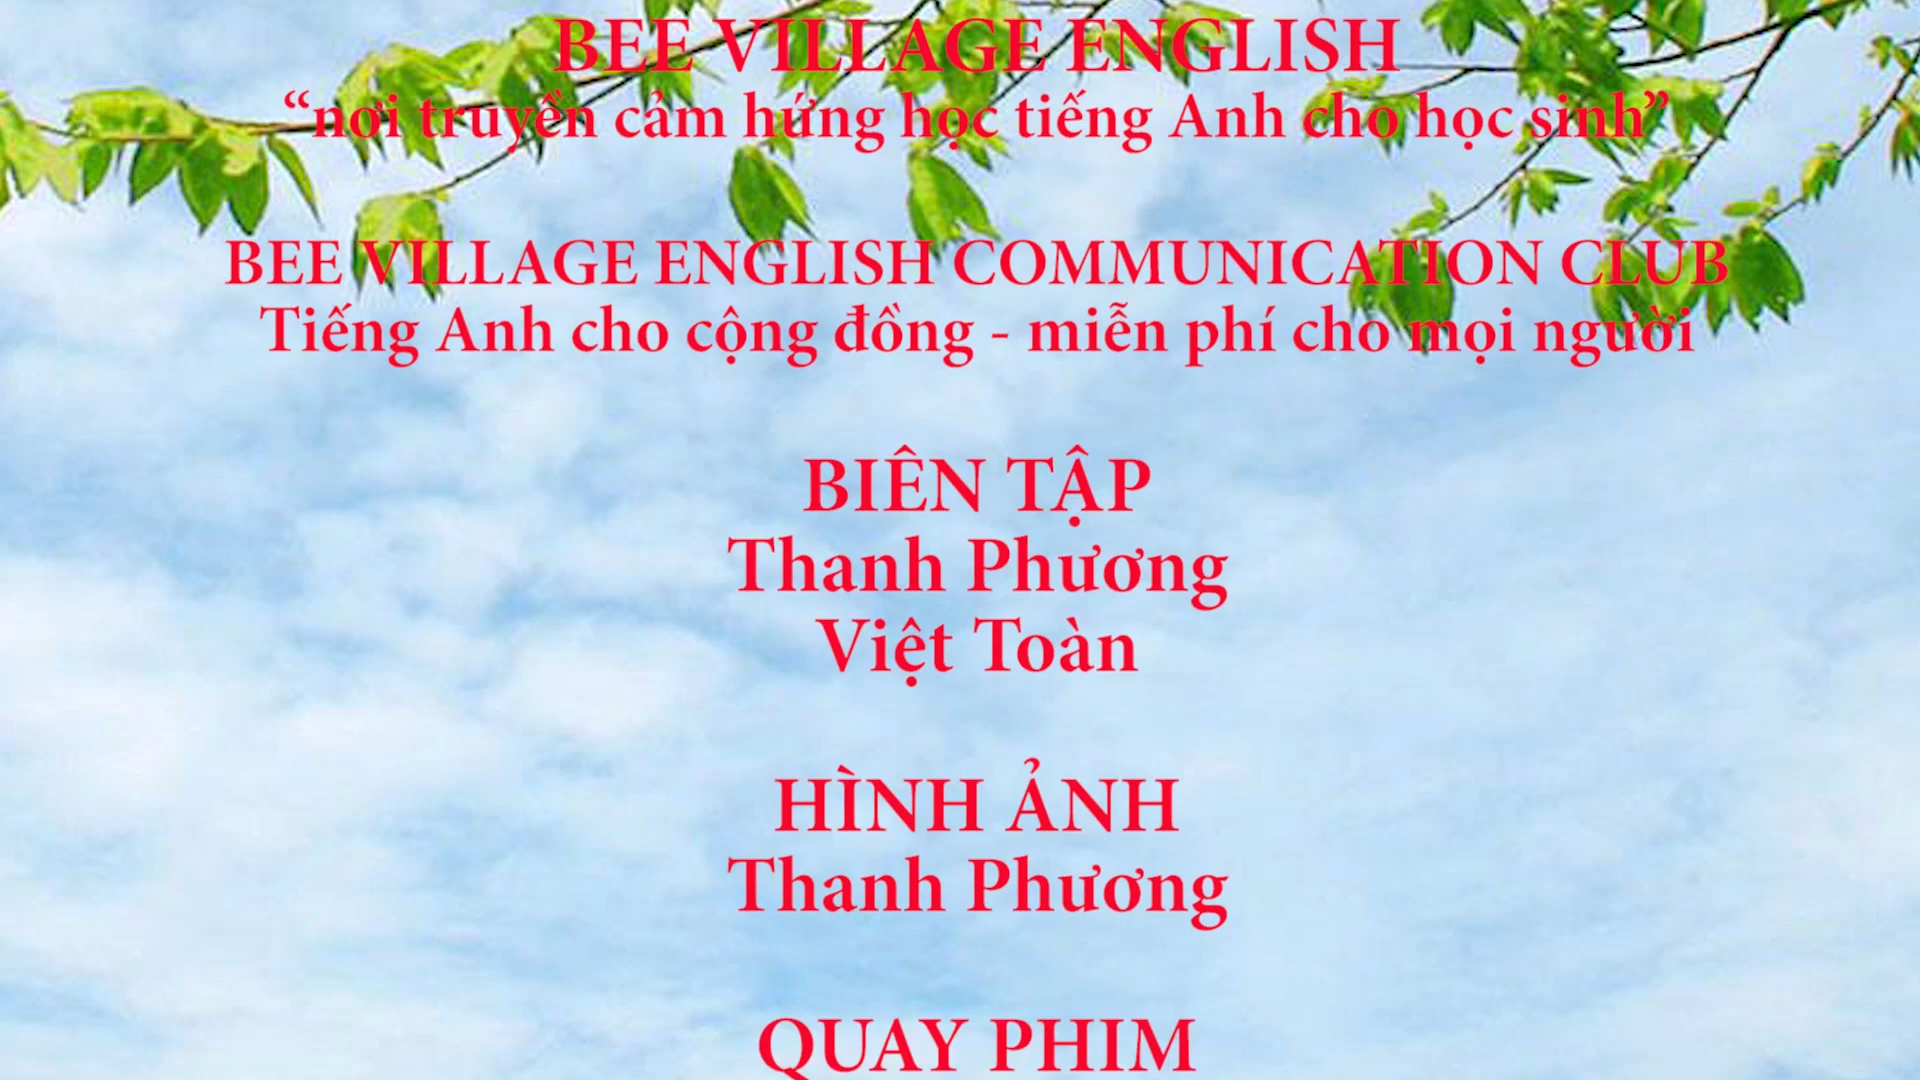 BEE VILLAGE ENGLISH
“nơi truyền cảm hứng học tiếng Anh cho học sinh”
BEE VILLAGE ENGLISH COMMUNICATION CLUB
Tiếng Anh cho cộng đồng - miễn phí cho mọi người
BIÊN TẬP
Thanh Phương
Việt Toàn
HÌNH ẢNH
Thanh Phương
QUAY PHIM